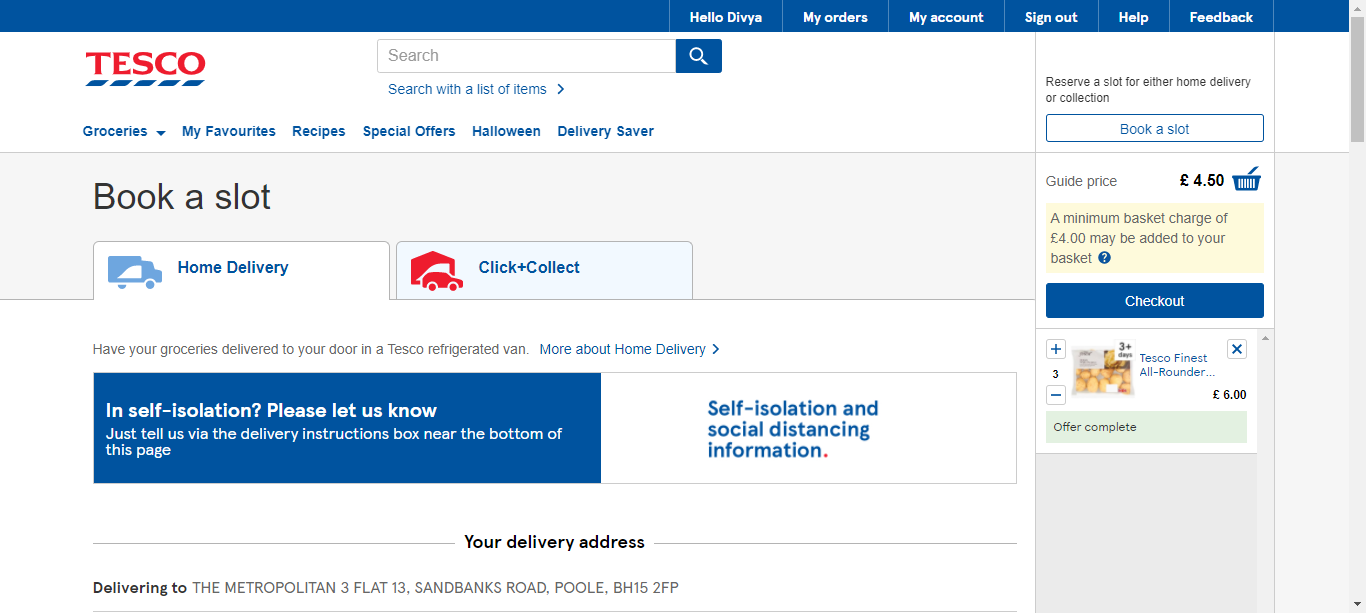 Hello Divya
My orders
My account
Sign out
Help
Feedback
TESCO
Search
Search with a list of items
Groceries
My Favourites
Recipes
Special Offers
Halloween
Delivery Saver
Reserve a slot for either home delivery
or collection
Book a slot
Guide price £ 4.50
A minimum basket charge of
£4.00 may be added to your
basket ?
Checkout
3
3+
days
Tesco Finest
All-Rounder...
£ 6.00
Offer complete
Book a slot
Home Delivery
Click+Collect
Have your groceries delivered to your door in a Tesco refrigerated van. More about Home Delivery
In self-isolation? Please let us know
Just tell us via the delivery instructions box near the bottom of
this page
Self-isolation and
social distancing
information.
Your delivery address
Delivering to THE METROPOLITAN 3 FLAT 13, SANDBANKS ROAD, POOLE, BH15 2FP